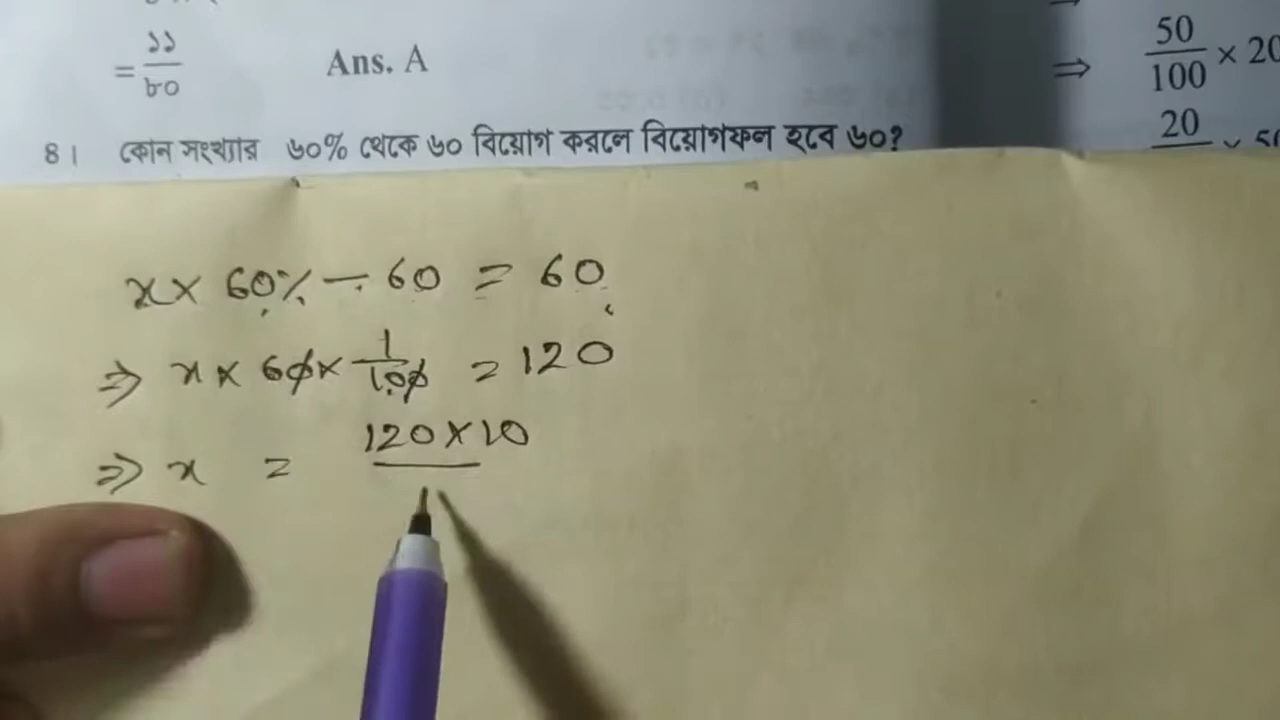 = ১১/৮০ Ans. A
8। কোন সংখ্যার ৬০% থেকে ৬০ বিয়োগ করলে বিয়োগফল হবে ৬০?
x × 60% − 60 = 60
⇒ x × 60 × 1/100 = 120
⇒ x = 120 × 10
⇒ 50/100 × 20
20